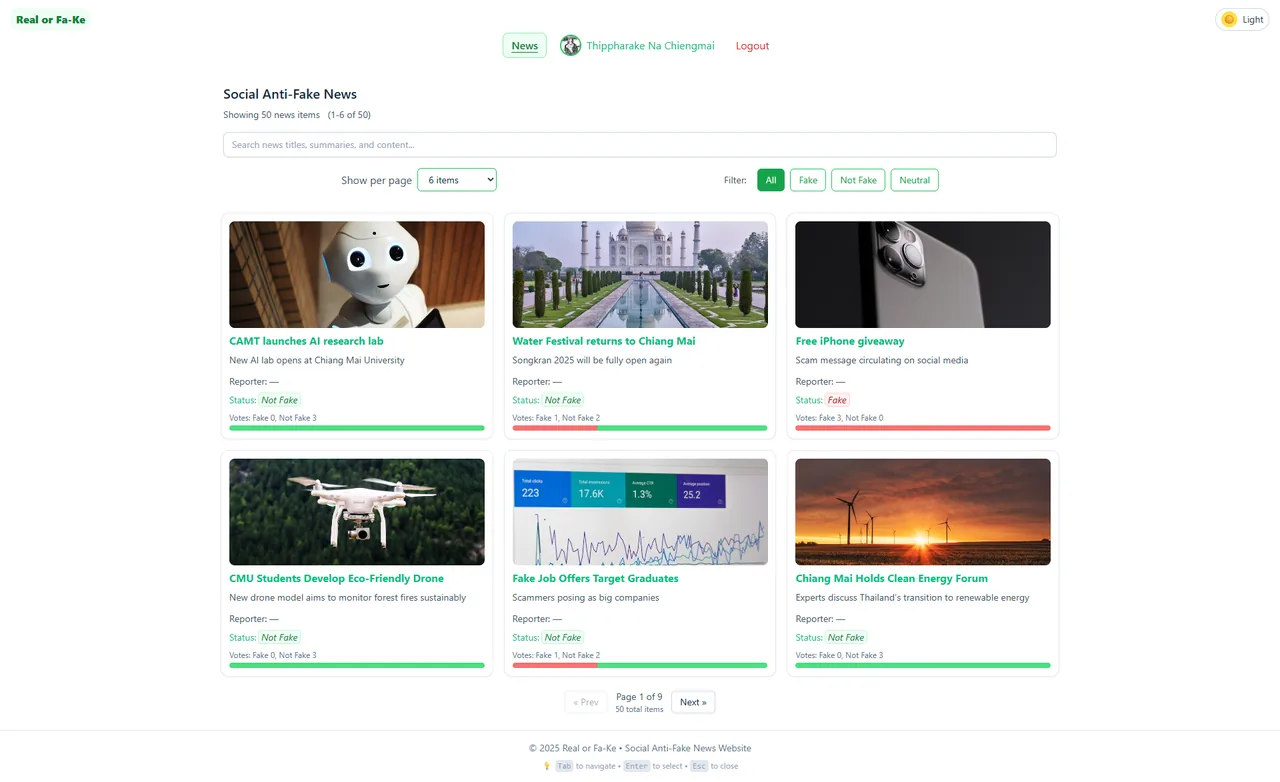 Real or Fa-Ke
Light
News Thippharake Na Chiengmai Logout
Social Anti-Fake News
Showing 50 news items (1-6 of 50)
Search news titles, summaries, and content...
Show per page 6 items Filter: All Fake Not Fake Neutral
CAMT launches AI research lab
New AI lab opens at Chiang Mai University
Reporter: —
Status: Not Fake
Votes: Fake 0, Not Fake 3
Water Festival returns to Chiang Mai
Songkran 2025 will be fully open again
Reporter: —
Status: Not Fake
Votes: Fake 1, Not Fake 2
Free iPhone giveaway
Scam message circulating on social media
Reporter: —
Status: Fake
Votes: Fake 3, Not Fake 0
CMU Students Develop Eco-Friendly Drone
New drone model aims to monitor forest fires sustainably
Reporter: —
Status: Not Fake
Votes: Fake 0, Not Fake 3
Total clicks
223
Total impressions
17.6K
Average CTR
1.3%
Average position
25.2
Fake Job Offers Target Graduates
Scammers posing as big companies
Reporter: —
Status: Not Fake
Votes: Fake 1, Not Fake 2
Chiang Mai Holds Clean Energy Forum
Experts discuss Thailand's transition to renewable energy
Reporter: —
Status: Not Fake
Votes: Fake 0, Not Fake 3
« Prev Page 1 of 9 Next »
50 total items
© 2025 Real or Fa-Ke • Social Anti-Fake News Website
Tab to navigate • Enter to select • Esc to close